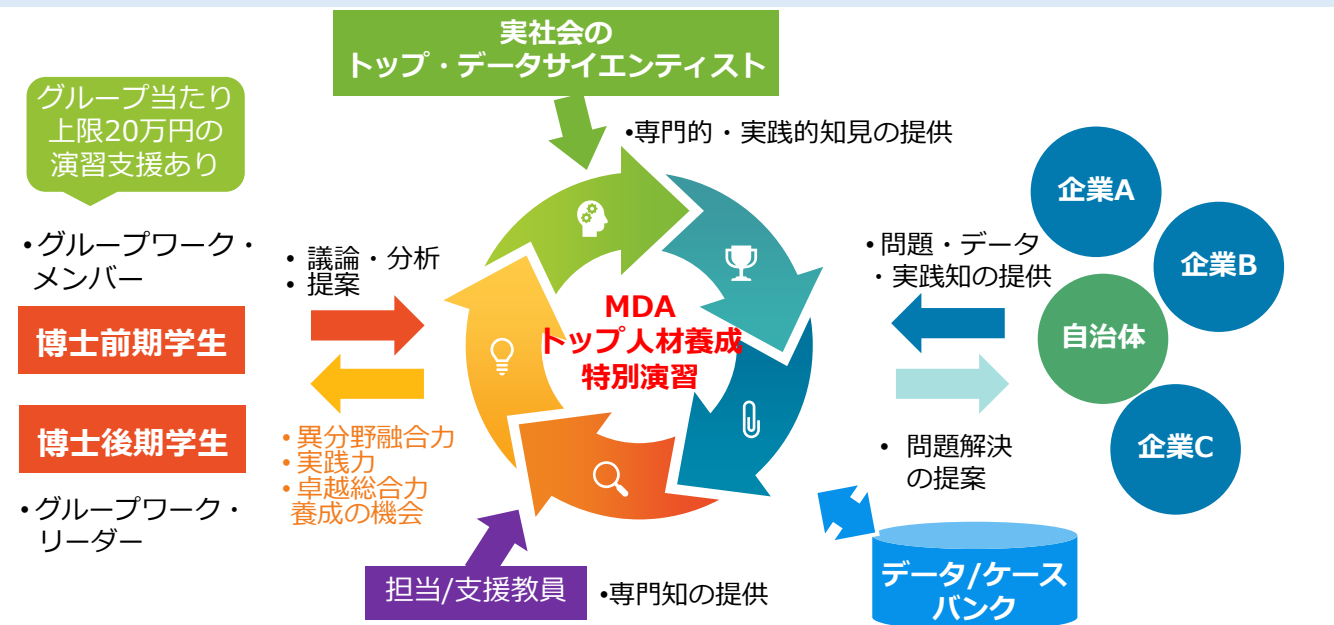 実社会の
トップ・データサイエンティスト
グループ当たり
上限20万円の
演習支援あり
•専門的・実践的知見の提供
•グループワーク・
メンバー
博士前期学生
博士後期学生
•グループワーク・
リーダー
• 議論・分析
• 提案
•異分野融合力
•実践力
•卓越総合力
養成の機会
MDA
トップ人材養成
特別演習
•問題・データ
・実践知の提供
• 問題解決
の提案
企業A
企業B
自治体
企業C
担当/支援教員
•専門知の提供
データ/ケース
バンク